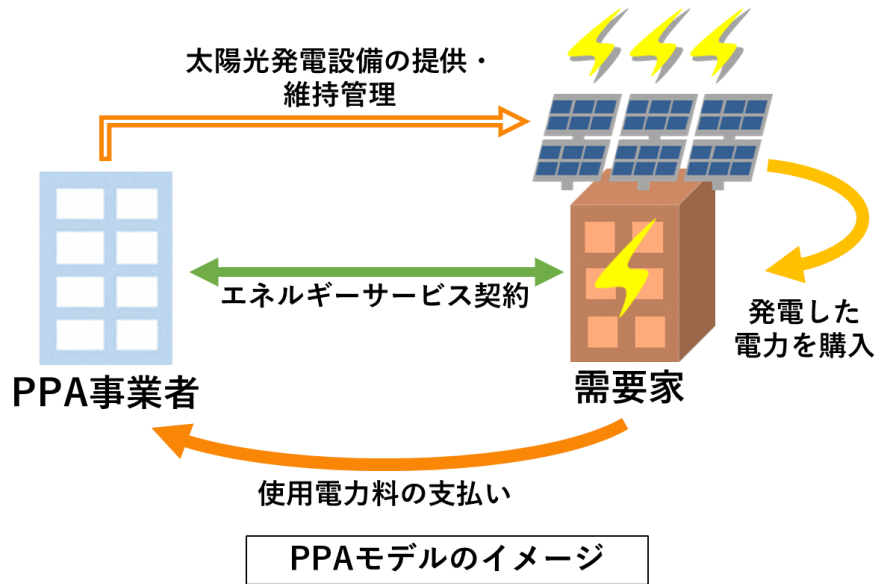 太陽光発電設備の提供・
維持管理
エネルギーサービス契約
発電した
電力を購入
PPA事業者
需要家
使用電力料の支払い
PPAモデルのイメージ